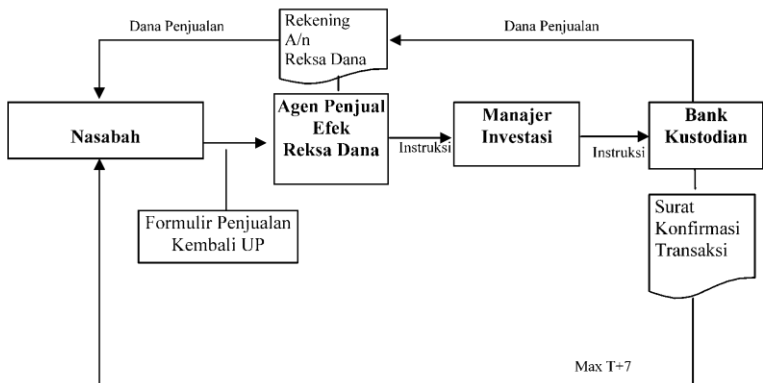 Dana Penjualan
Rekening
A/n
Reksa Dana
Dana Penjualan
Nasabah
Agen Penjual
Efek
Reksa Dana
Instruksi
Manajer
Investasi
Instruksi
Bank
Kustodian
Formulir Penjualan
Kembali UP
Surat
Konfirmasi
Transaksi
Max T+7